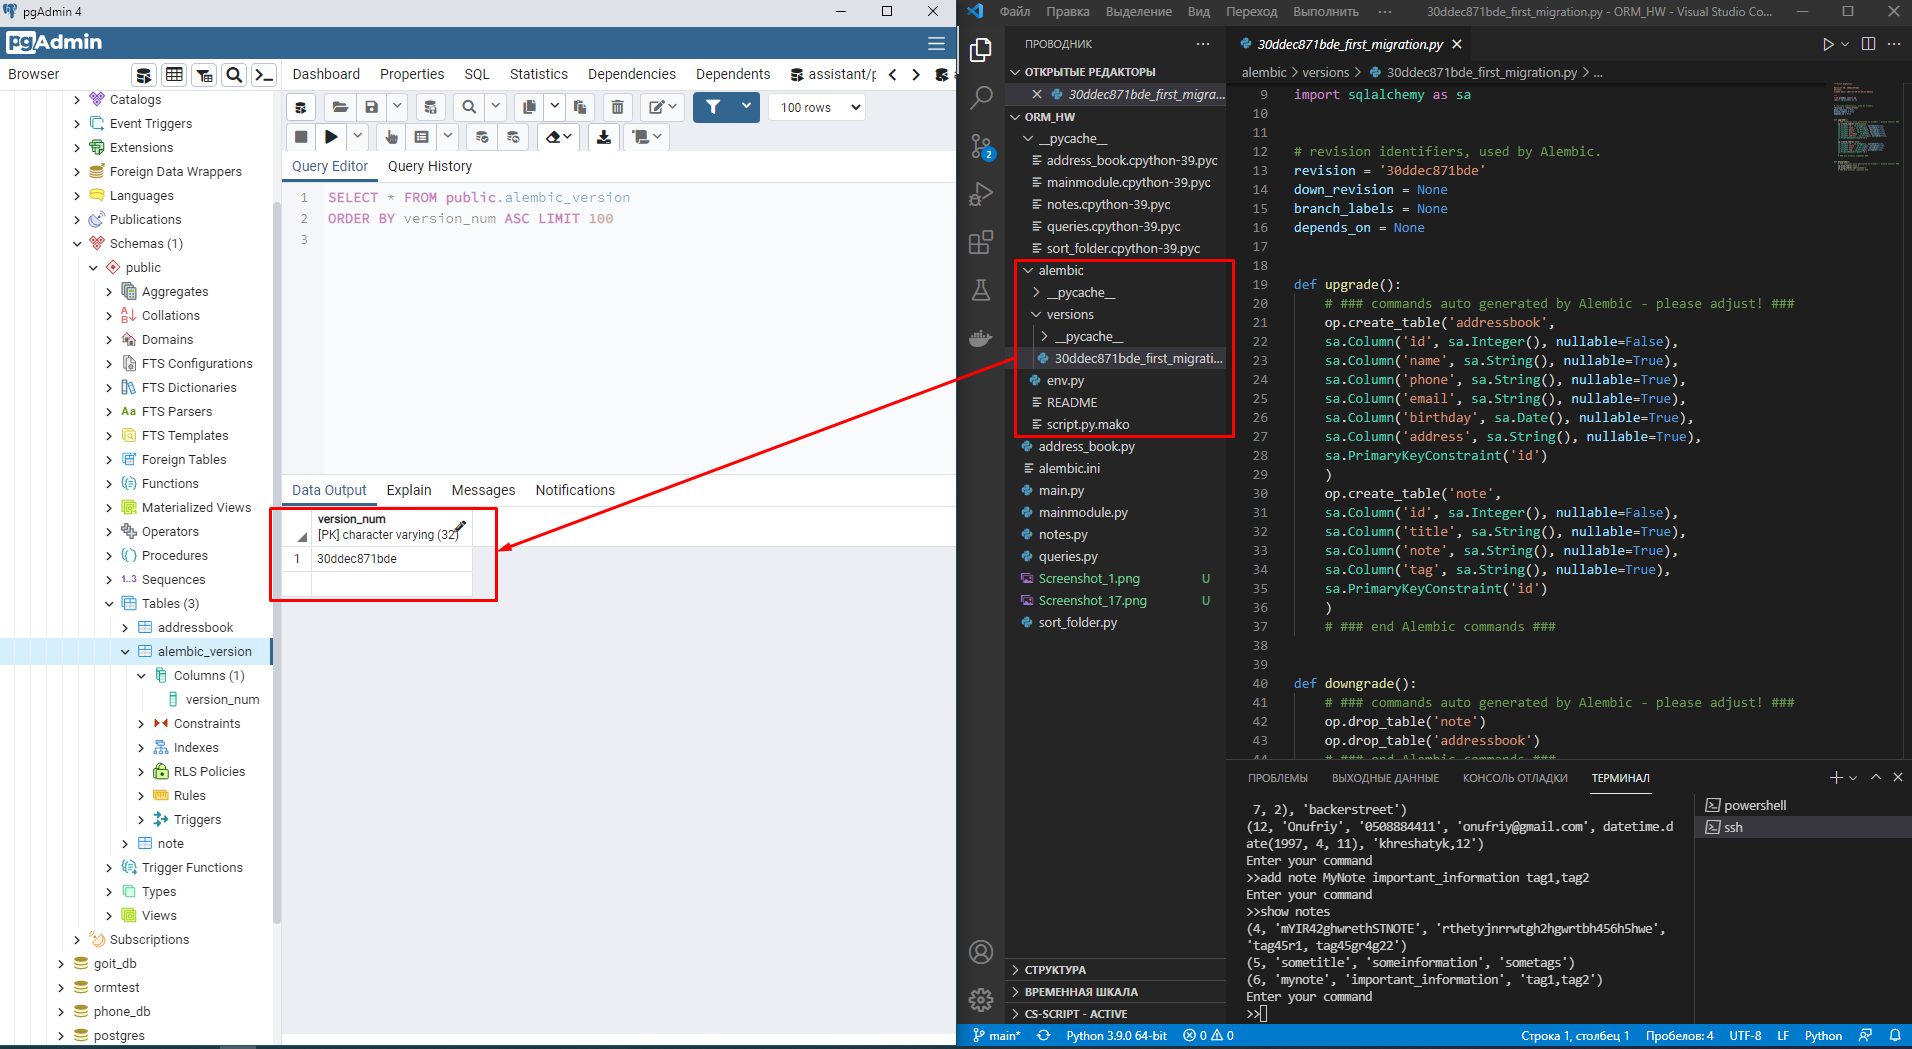 pgAdmin 4
pgAdmin
Browser
Dashboard Properties SQL Statistics Dependencies Dependents assistant/p
100 rows
Query Editor Query History
1 SELECT * FROM public.alembic_version
2 ORDER BY version_num ASC LIMIT 100
3
Catalogs
Event Triggers
Extensions
Foreign Data Wrappers
Languages
Publications
Schemas (1)
public
Aggregates
Collations
Domains
FTS Configurations
FTS Dictionaries
Aa FTS Parsers
FTS Templates
Foreign Tables
Functions
Materialized Views
Operators
Procedures
1..3 Sequences
Tables (3)
addressbook
alembic_version
Columns (1)
version_num
Constraints
Indexes
RLS Policies
Rules
Triggers
note
Trigger Functions
Types
Views
Subscriptions
goit_db
ormtest
phone_db
postgres
Data Output Explain Messages Notifications
version_num
[PK] character varying (32)
1 30ddec871bde
Файл Правка Выделение Вид Переход Выполнить ··· 30ddec871bde_first_migration.py - ORM_HW - Visual Studio Co...
ПРОВОДНИК ···
ОТКРЫТЫЕ РЕДАКТОРЫ
30ddec871bde_first_migra...
ORM_HW
__pycache__
address_book.cpython-39.pyc
mainmodule.cpython-39.pyc
notes.cpython-39.pyc
queries.cpython-39.pyc
sort_folder.cpython-39.pyc
alembic
__pycache__
versions
__pycache__
30ddec871bde_first_migrati...
env.py
README
script.py.mako
address_book.py
alembic.ini
main.py
mainmodule.py
notes.py
queries.py
Screenshot_1.png U
Screenshot_17.png U
sort_folder.py
СТРУКТУРА
ВРЕМЕННАЯ ШКАЛА
CS-SCRIPT - ACTIVE
2
30ddec871bde_first_migration.py
alembic > versions > 30ddec871bde_first_migration.py > ...
9 import sqlalchemy as sa
10
11
12 # revision identifiers, used by Alembic.
13 revision = '30ddec871bde'
14 down_revision = None
15 branch_labels = None
16 depends_on = None
17
18
19 def upgrade():
20 # ### commands auto generated by Alembic - please adjust! ###
21 op.create_table('addressbook',
22 sa.Column('id', sa.Integer(), nullable=False),
23 sa.Column('name', sa.String(), nullable=True),
24 sa.Column('phone', sa.String(), nullable=True),
25 sa.Column('email', sa.String(), nullable=True),
26 sa.Column('birthday', sa.Date(), nullable=True),
27 sa.Column('address', sa.String(), nullable=True),
28 sa.PrimaryKeyConstraint('id')
29 )
30 op.create_table('note',
31 sa.Column('id', sa.Integer(), nullable=False),
32 sa.Column('title', sa.String(), nullable=True),
33 sa.Column('note', sa.String(), nullable=True),
34 sa.Column('tag', sa.String(), nullable=True),
35 sa.PrimaryKeyConstraint('id')
36 )
37 # ### end Alembic commands ###
38
39
40 def downgrade():
41 # ### commands auto generated by Alembic - please adjust! ###
42 op.drop_table('note')
43 op.drop_table('addressbook')
44 # ### end Alembic commands ###
ПРОБЛЕМЫ ВЫХОДНЫЕ ДАННЫЕ КОНСОЛЬ ОТЛАДКИ ТЕРМИНАЛ
7, 2), 'backerstreet')
(12, 'Onufriy', '0508884411', 'onufriy@gmail.com', datetime.d
ate(1997, 4, 11), 'khreshatyk,12')
Enter your command
>>add note MyNote important_information tag1,tag2
Enter your command
>>show notes
(4, 'mYIR42ghwrethSTNOTE', 'rthetyjnrrwtgh2hgwrtbh456h5hwe',
'tag45r1, tag45gr4g22')
(5, 'sometitle', 'someinformation', 'sometags')
(6, 'mynote', 'important_information', 'tag1,tag2')
Enter your command
>>
powershell
ssh
main* Python 3.9.0 64-bit 0 0 Строка 1, столбец 1 Пробелов: 4 UTF-8 LF Python